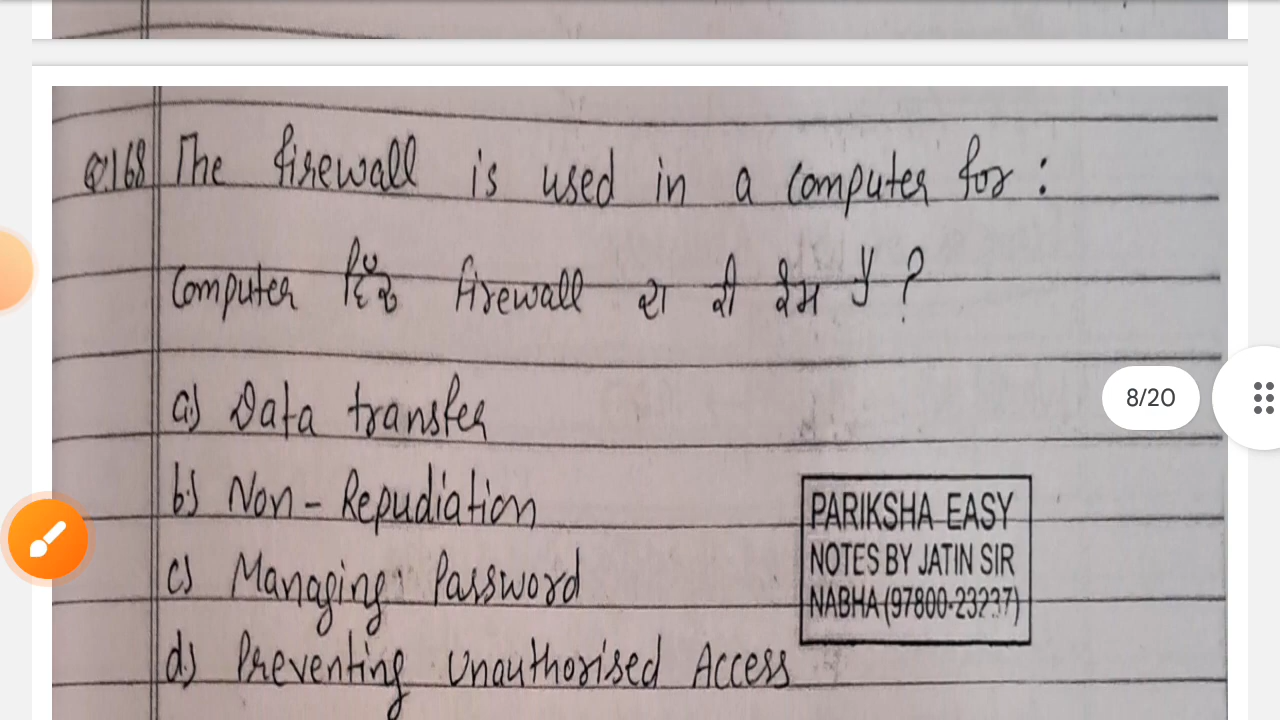 Q.168 The firewall is used in a computer for :
Computer ਵਿੱਚ firewall ਦਾ ਕੀ ਕੰਮ ਹੈ ?
a) Data transfer
8/20
b) Non - Repudiation
PARIKSHA EASY
NOTES BY JATIN SIR
NABHA (97800-23237)
c) Managing Password
d) Preventing Unauthorised Access